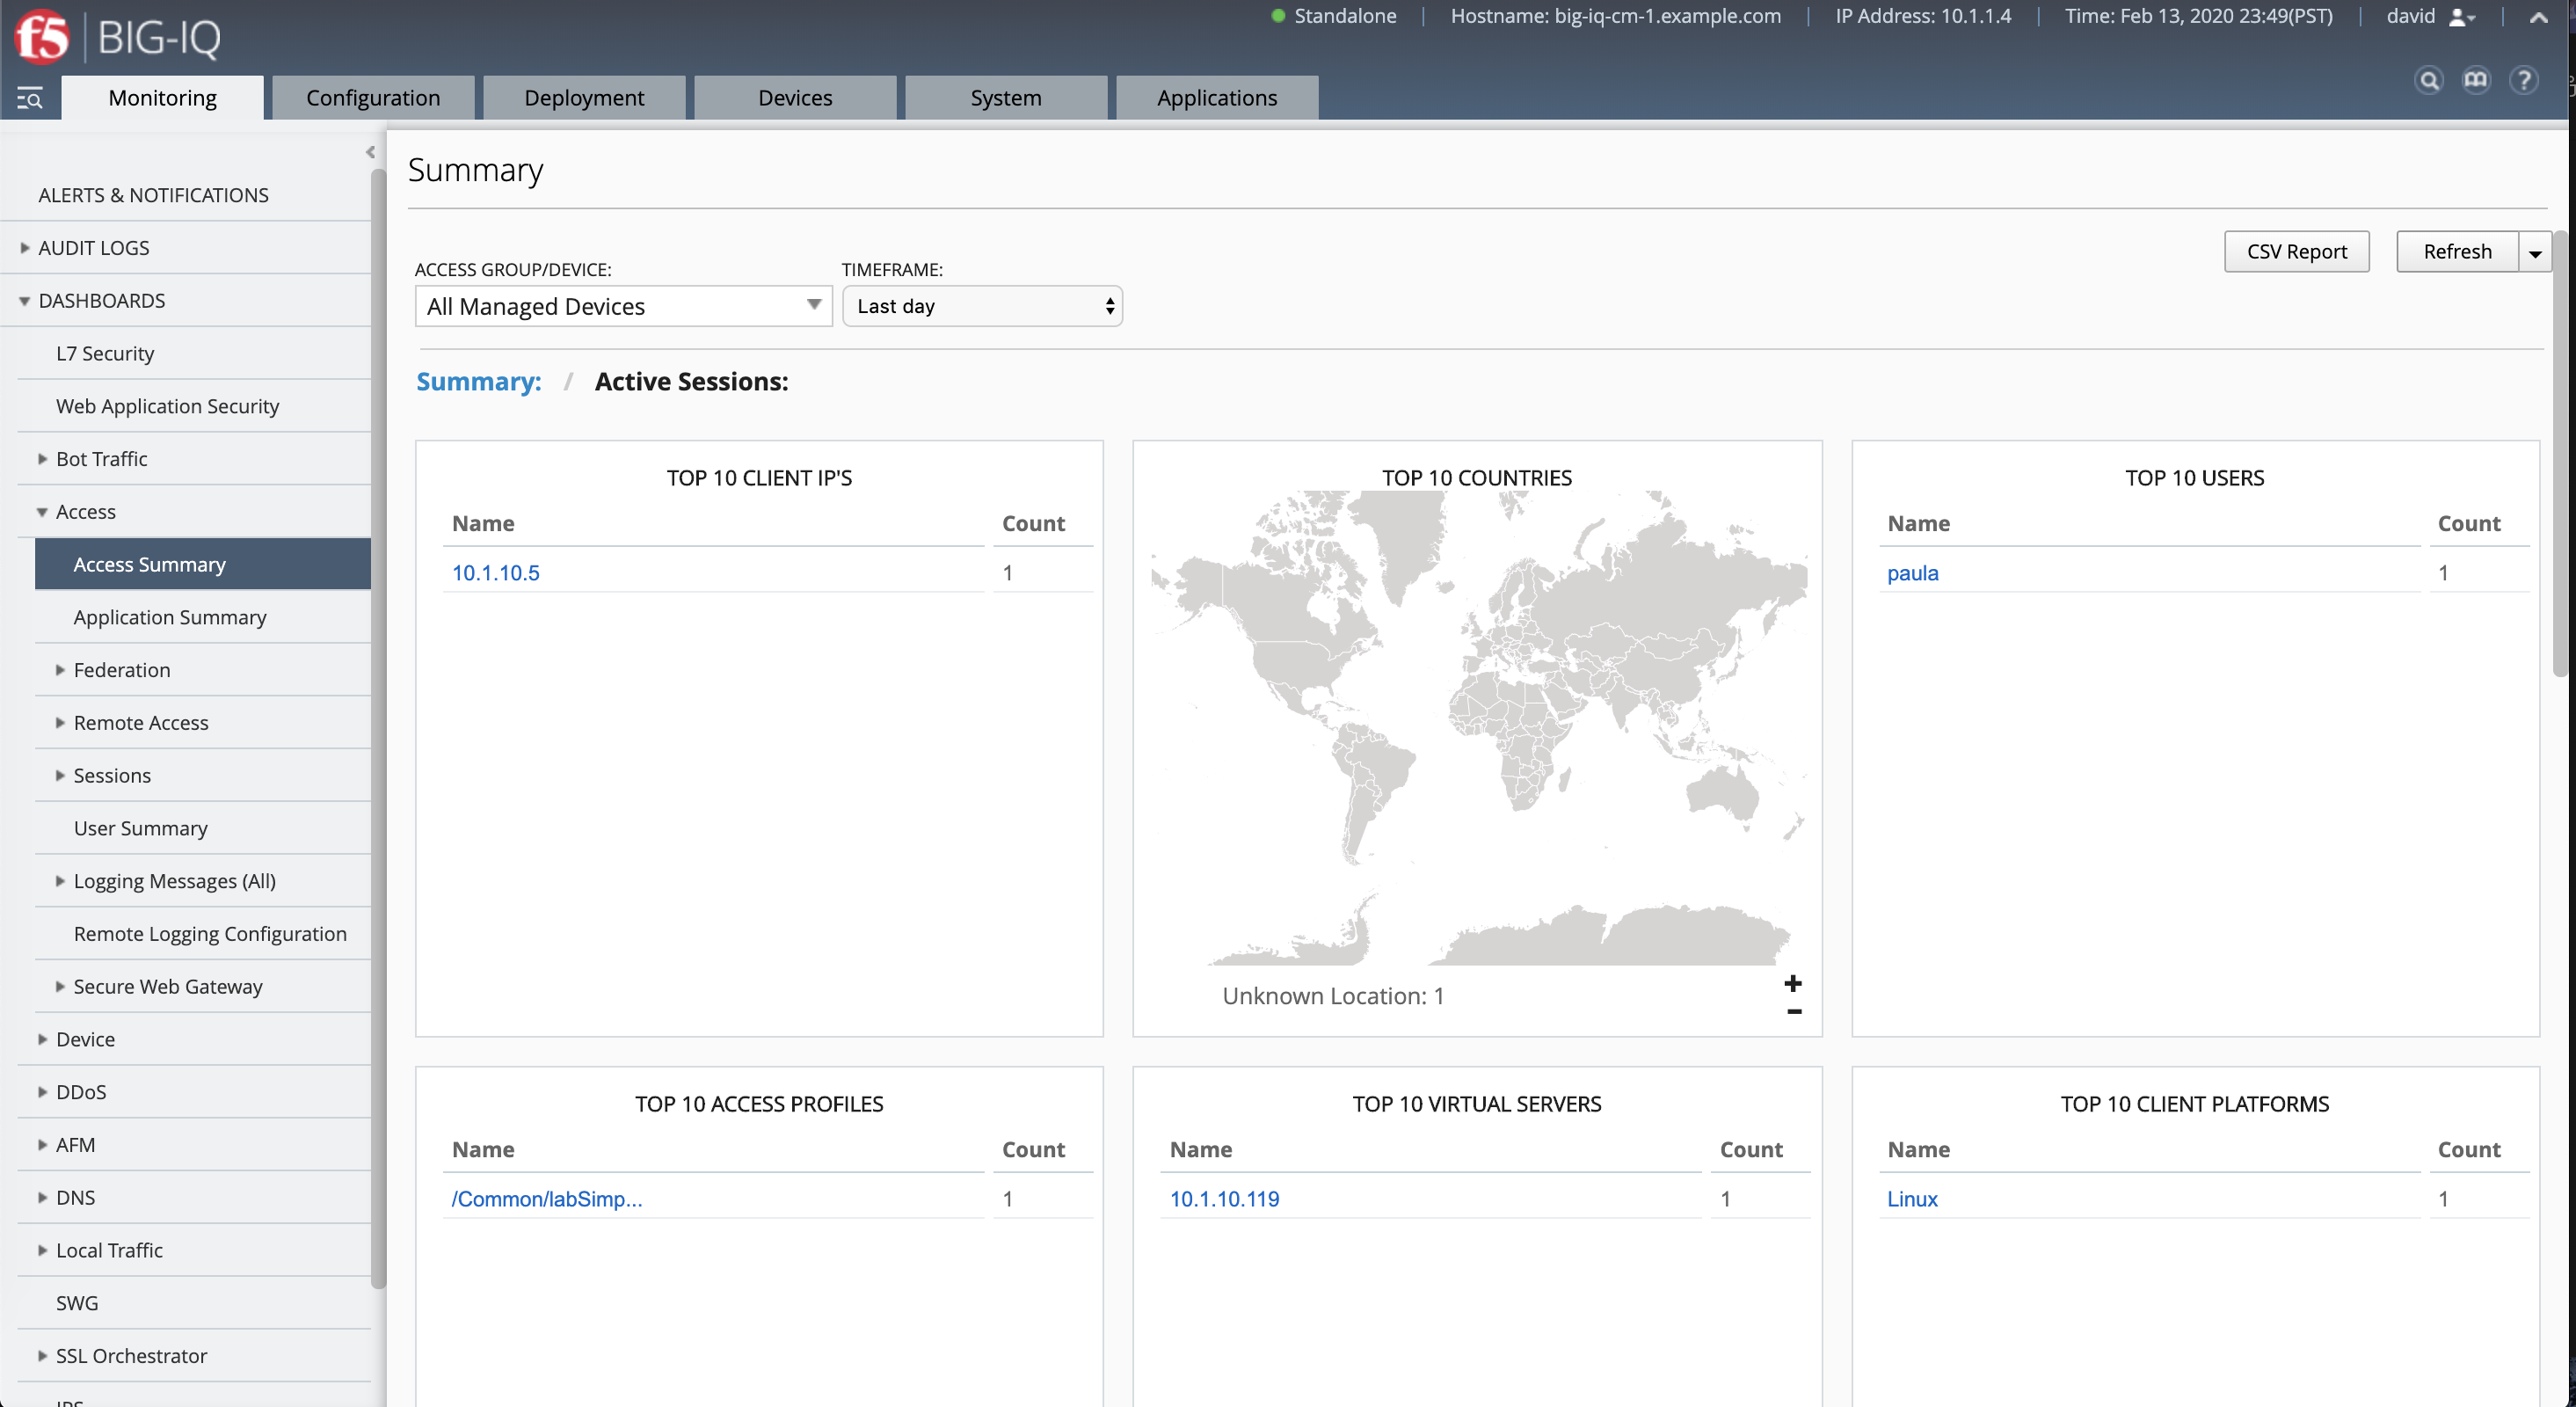 Standalone | Hostname: big-iq-cm-1.example.com | IP Address: 10.1.1.4 | Time: Feb 13, 2020 23:49(PST) | david
f5 BIG-IQ
Monitoring Configuration Deployment Devices System Applications
ALERTS & NOTIFICATIONS
AUDIT LOGS
DASHBOARDS
L7 Security
Web Application Security
Bot Traffic
Access
Access Summary
Application Summary
Federation
Remote Access
Sessions
User Summary
Logging Messages (All)
Remote Logging Configuration
Secure Web Gateway
Device
DDoS
AFM
DNS
Local Traffic
SWG
SSL Orchestrator
Summary
CSV Report Refresh
ACCESS GROUP/DEVICE: TIMEFRAME:
All Managed Devices Last day
Summary: / Active Sessions:
TOP 10 CLIENT IP'S
Name Count
10.1.10.5 1
TOP 10 COUNTRIES
Unknown Location: 1
+
−
TOP 10 USERS
Name Count
paula 1
TOP 10 ACCESS PROFILES
Name Count
/Common/labSimp... 1
TOP 10 VIRTUAL SERVERS
Name Count
10.1.10.119 1
TOP 10 CLIENT PLATFORMS
Name Count
Linux 1